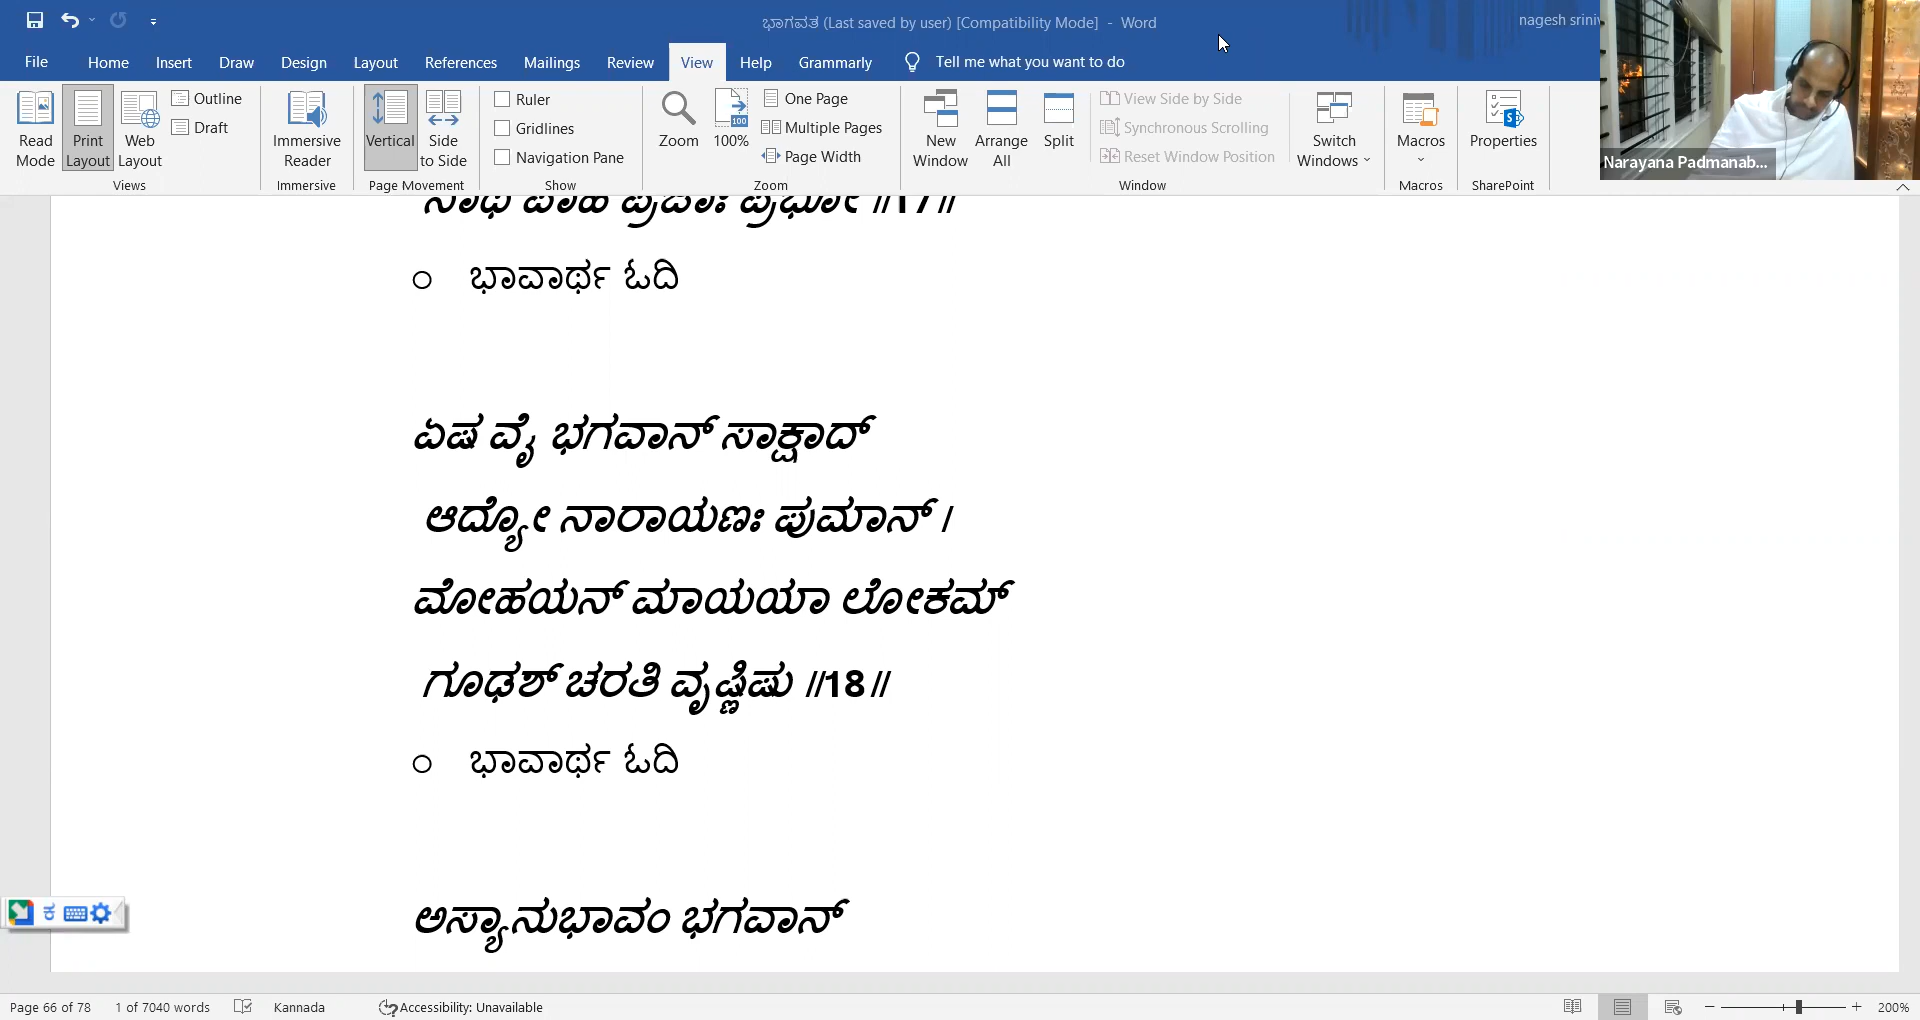 ಭಾಗವತ (Last saved by user) [Compatibility Mode] - Word
nagesh
File Home Insert Draw Design Layout References Mailings Review View Help Grammarly Tell me what you want to do
Read Mode
Print Layout
Web Layout
Outline
Draft
Views
Immersive Reader
Immersive
Vertical
Side to Side
Page Movement
Ruler
Gridlines
Navigation Pane
Show
Zoom
100%
One Page
Multiple Pages
Page Width
Zoom
New Window
Arrange All
Split
View Side by Side
Synchronous Scrolling
Reset Window Position
Switch Windows
Window
Macros
Macros
Properties
SharePoint
Narayana Padmanab...
ನಾಥ ಪಾಹಿ ಪ್ರಜಾಃ ಪ್ರಭೋ ॥17॥
o ಭಾವಾರ್ಥ ಓದಿ
ಏಷ ವೈ ಭಗವಾನ್ ಸಾಕ್ಷಾದ್
ಆದ್ಯೋ ನಾರಾಯಣಃ ಪುಮಾನ್ ।
ಮೋಹಯನ್ ಮಾಯಯಾ ಲೋಕಮ್
ಗೂಢಶ್ ಚರತಿ ವೃಷ್ಣಿಷು ॥18॥
o ಭಾವಾರ್ಥ ಓದಿ
ಅಸ್ಯಾನುಭಾವಂ ಭಗವಾನ್
ಕ
Page 66 of 78 1 of 7040 words Kannada Accessibility: Unavailable 200%